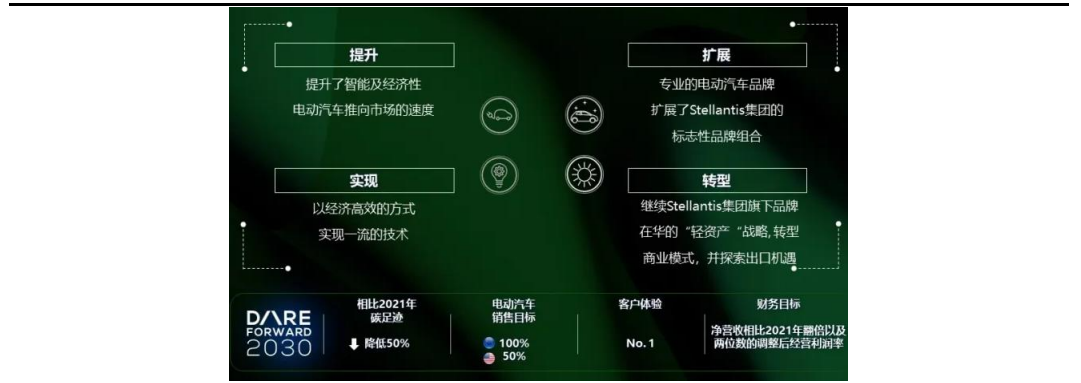 提升
提升了智能及经济性
电动汽车推向市场的速度
扩展
专业的电动汽车品牌
扩展了Stellantis集团的
标志性品牌组合
实现
以经济高效的方式
实现一流的技术
转型
继续Stellantis集团旗下品牌
在华的“轻资产“战略,转型
商业模式，并探索出口机遇
DARE
FORWARD
2030
相比2021年
碳足迹
降低50%
电动汽车
销售目标
100%
50%
客户体验
No. 1
财务目标
净营收相比2021年翻倍以及
两位数的调整后经营利润率